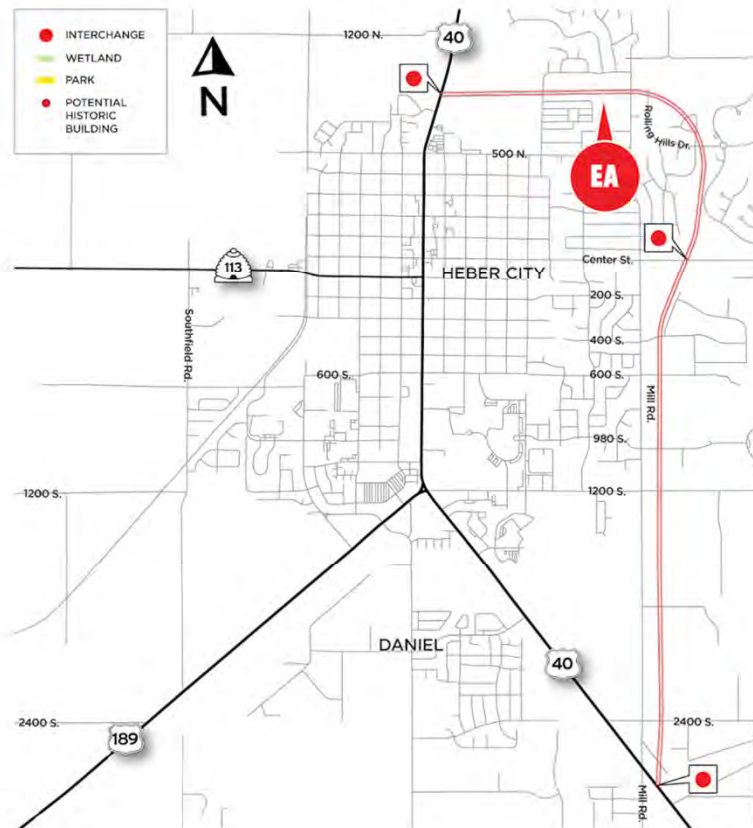 INTERCHANGE
WETLAND
PARK
POTENTIAL
HISTORIC
BUILDING
N
1200 N.
40
500 N.
Rolling Hills Dr.
EA
113
Center St.
HEBER CITY
200 S.
Southfield Rd.
400 S.
600 S.
600 S.
Mill Rd.
980 S.
1200 S.
1200 S.
DANIEL
40
2400 S.
189
2400 S.
Mill Rd.